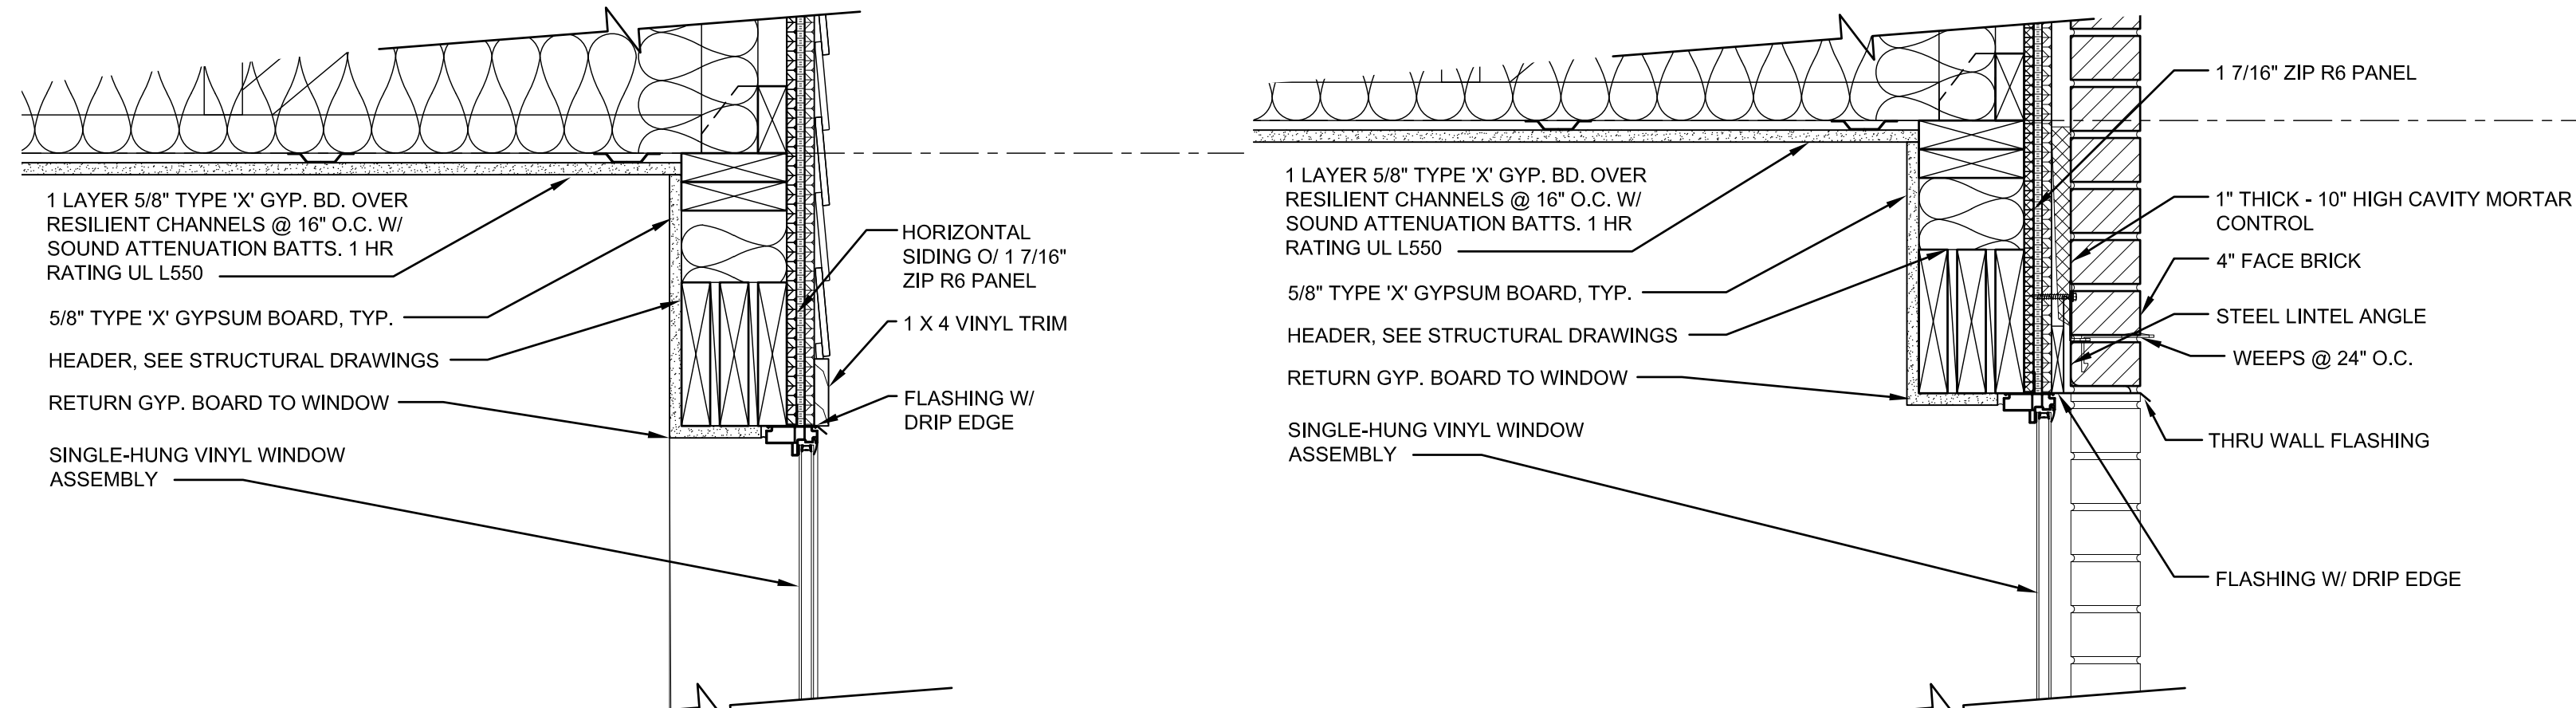 1 LAYER 5/8" TYPE 'X' GYP. BD. OVER
RESILIENT CHANNELS @ 16" O.C. W/
SOUND ATTENUATION BATTS. 1 HR
RATING UL L550
5/8" TYPE 'X' GYPSUM BOARD, TYP.
HEADER, SEE STRUCTURAL DRAWINGS
RETURN GYP. BOARD TO WINDOW
SINGLE-HUNG VINYL WINDOW
ASSEMBLY
HORIZONTAL
SIDING O/ 1 7/16"
ZIP R6 PANEL
1 X 4 VINYL TRIM
FLASHING W/
DRIP EDGE
1 LAYER 5/8" TYPE 'X' GYP. BD. OVER
RESILIENT CHANNELS @ 16" O.C. W/
SOUND ATTENUATION BATTS. 1 HR
RATING UL L550
5/8" TYPE 'X' GYPSUM BOARD, TYP.
HEADER, SEE STRUCTURAL DRAWINGS
RETURN GYP. BOARD TO WINDOW
SINGLE-HUNG VINYL WINDOW
ASSEMBLY
1 7/16" ZIP R6 PANEL
1" THICK - 10" HIGH CAVITY MORTAR
CONTROL
4" FACE BRICK
STEEL LINTEL ANGLE
WEEPS @ 24" O.C.
THRU WALL FLASHING
FLASHING W/ DRIP EDGE